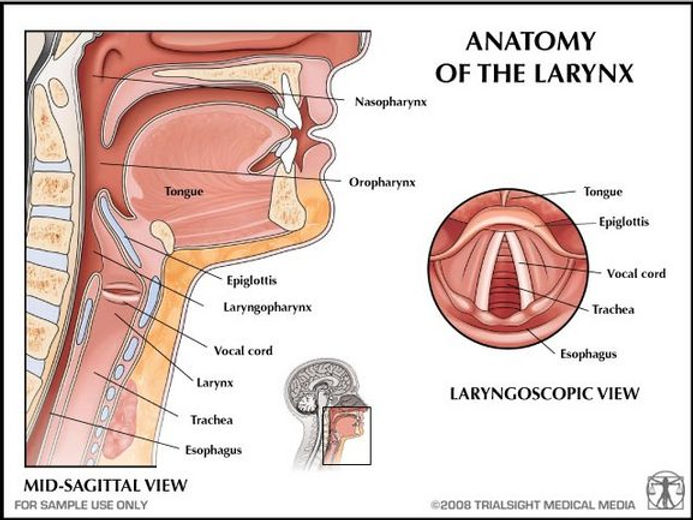 ANATOMY
OF THE LARYNX
Nasopharynx
Oropharynx
Tongue
Epiglottis
Laryngopharynx
Vocal cord
Larynx
Trachea
Esophagus
Tongue
Epiglottis
Vocal cord
Trachea
Esophagus
LARYNGOSCOPIC VIEW
MID-SAGITTAL VIEW
FOR SAMPLE USE ONLY
©2008 TRIALSIGHT MEDICAL MEDIA